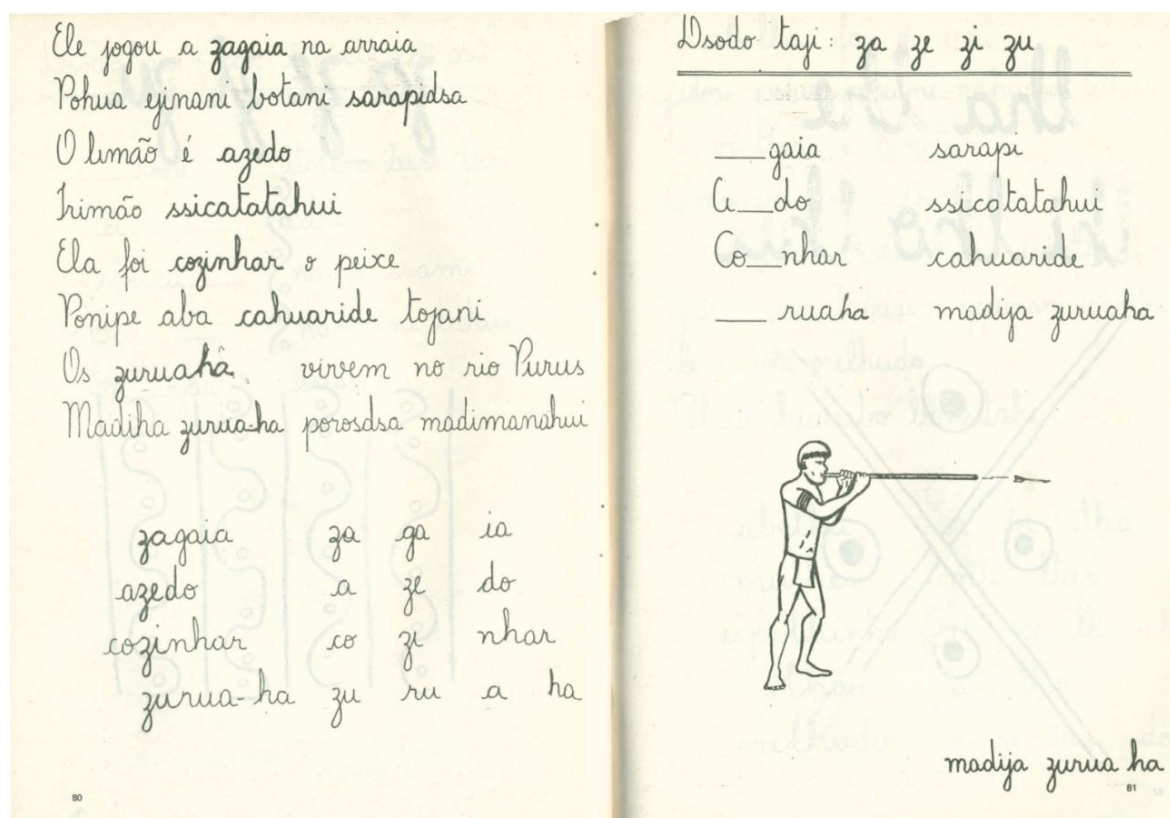 Ele jogou a zagaia na arraia
Pohua ejinani botani sarapidsa
O limão é azedo
Irimão ssicatatahui
Ela foi cozinhar o peixe
Ponipe aba cahuaride tojani
Os zuruahã vivem no rio Purus
Madiha zurua-ha porosdsa madimanahui
zagaia za ga ia
azedo a ze do
cozinhar co zi nhar
zurua-ha zu ru a ha
80
Dsodo taji: za ze zi zu
___gaia sarapi
A___do ssicatatahui
Co___nhar cahuaride
___ruaha madija zuruaha
madija zurua ha
81